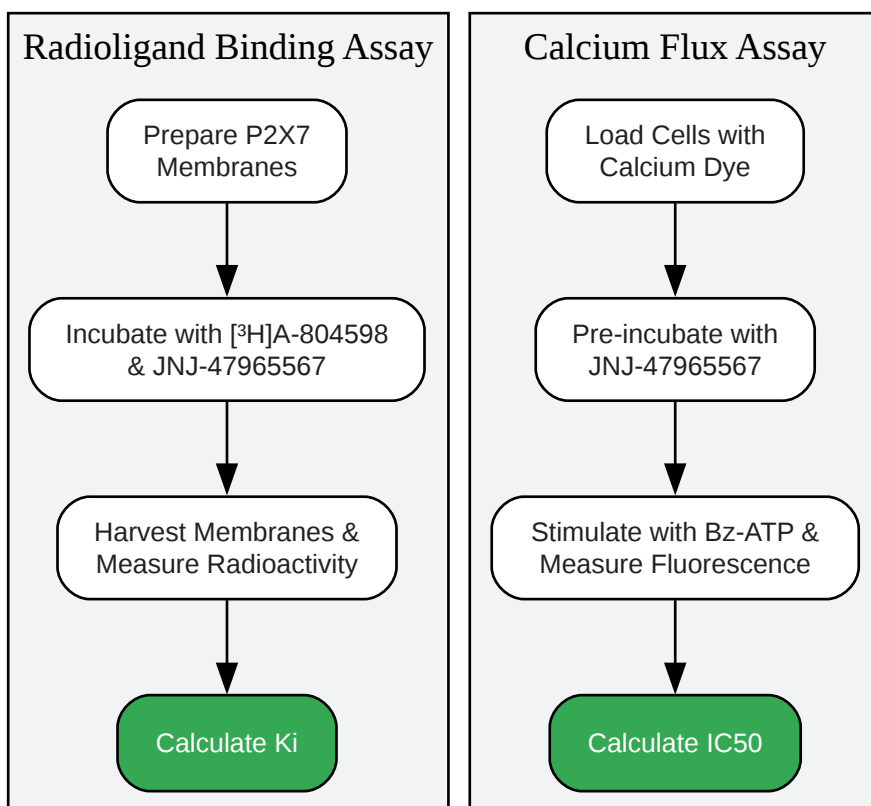 Radioligand Binding Assay
Prepare P2X7
Membranes
Incubate with [³H]A-804598
& JNJ-47965567
Harvest Membranes &
Measure Radioactivity
Calculate Ki
Calcium Flux Assay
Load Cells with
Calcium Dye
Pre-incubate with
JNJ-47965567
Stimulate with Bz-ATP &
Measure Fluorescence
Calculate IC50